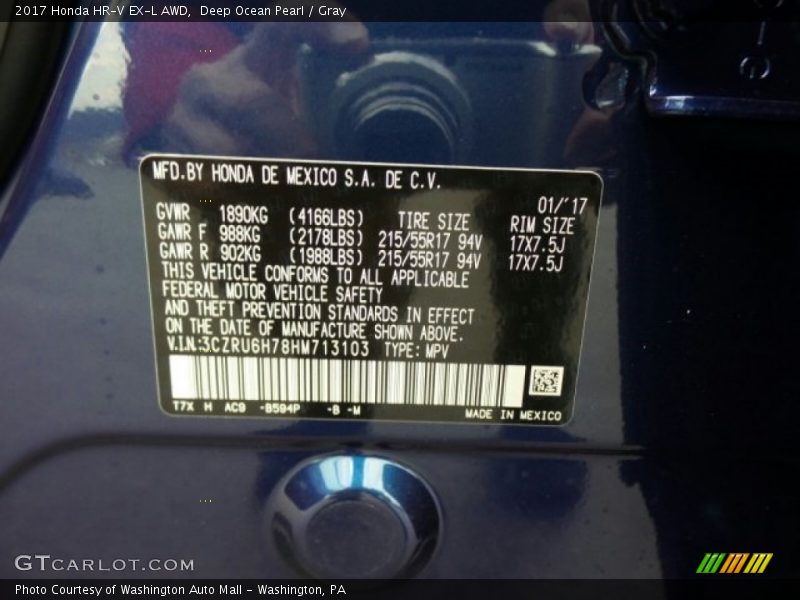 2017 Honda HR-V EX-L AWD, Deep Ocean Pearl / Gray
MFD.BY HONDA DE MEXICO S.A. DE C.V.
01/'17
GVWR 1890KG (4166LBS) TIRE SIZE RIM SIZE
GAWR F 988KG (2178LBS) 215/55R17 94V 17X7.5J
GAWR R 902KG (1988LBS) 215/55R17 94V 17X7.5J
THIS VEHICLE CONFORMS TO ALL APPLICABLE
FEDERAL MOTOR VEHICLE SAFETY
AND THEFT PREVENTION STANDARDS IN EFFECT
ON THE DATE OF MANUFACTURE SHOWN ABOVE.
V.I.N.:3CZRU6H78HM713103 TYPE: MPV
T7X H AC9 -B594P -B -M MADE IN MEXICO
GTCARLOT.COM
Photo Courtesy of Washington Auto Mall - Washington, PA